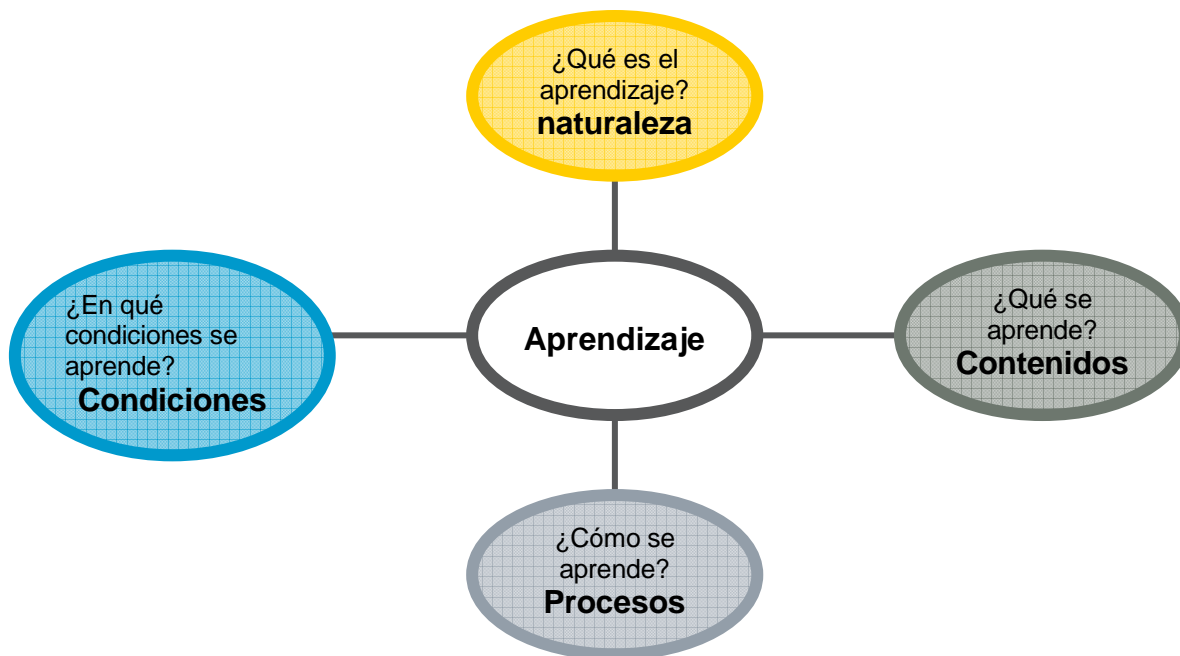 ¿Qué es el
aprendizaje?
naturaleza
¿En qué
condiciones se
aprende?
Condiciones
Aprendizaje
¿Qué se
aprende?
Contenidos
¿Cómo se
aprende?
Procesos